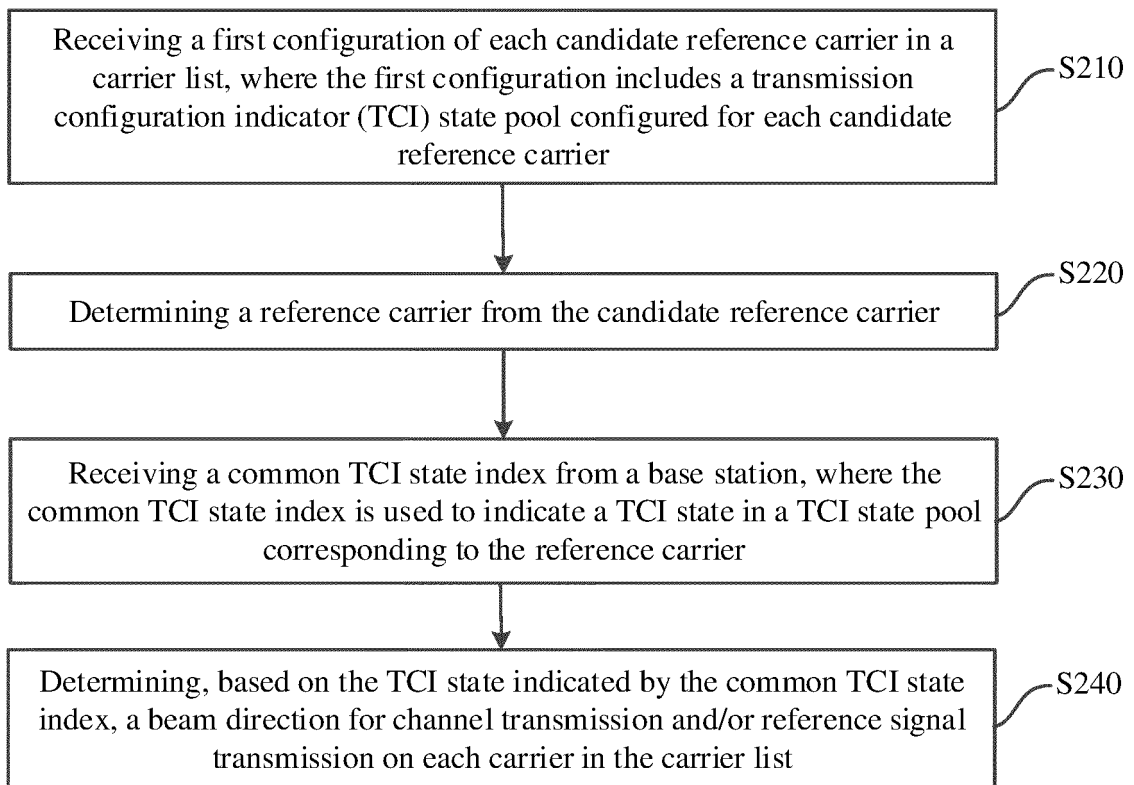 Receiving a first configuration of each candidate reference carrier in a
carrier list, where the first configuration includes a transmission
configuration indicator (TCI) state pool configured for each candidate
reference carrier
S210
Determining a reference carrier from the candidate reference carrier
S220
Receiving a common TCI state index from a base station, where the
common TCI state index is used to indicate a TCI state in a TCI state pool
corresponding to the reference carrier
S230
Determining, based on the TCI state indicated by the common TCI state
index, a beam direction for channel transmission and/or reference signal
transmission on each carrier in the carrier list
S240